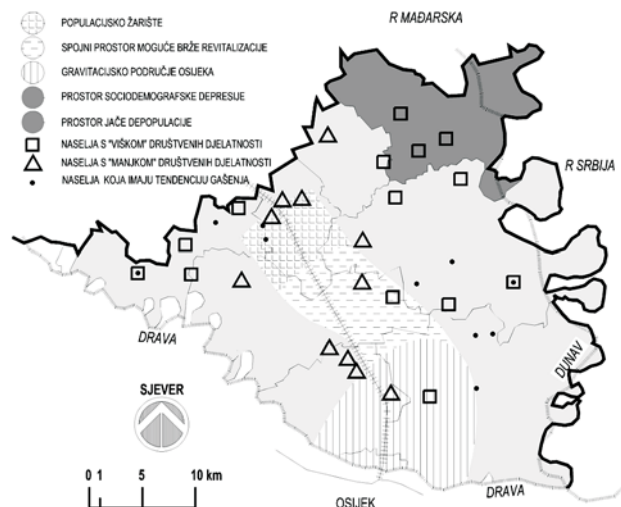 POPULACIJSKO ŽARIŠTE
SPOJNI PROSTOR MOGUĆE BRŽE REVITALIZACIJE
GRAVITACIJSKO PODRUČJE OSIJEKA
PROSTOR SOCIODEMOGRAFSKE DEPRESIJE
PROSTOR JAČE DEPOPULACIJE
NASELJA S "VIŠKOM" DRUŠTVENIH DJELATNOSTI
NASELJA S "MANJKOM" DRUŠTVENIH DJELATNOSTI
NASELJA KOJA IMAJU TENDENCIJU GAŠENJA
R MAĐARSKA
R SRBIJA
DRAVA
DUNAV
SJEVER
0 1 5 10 km
DRAVA
OSIJEK